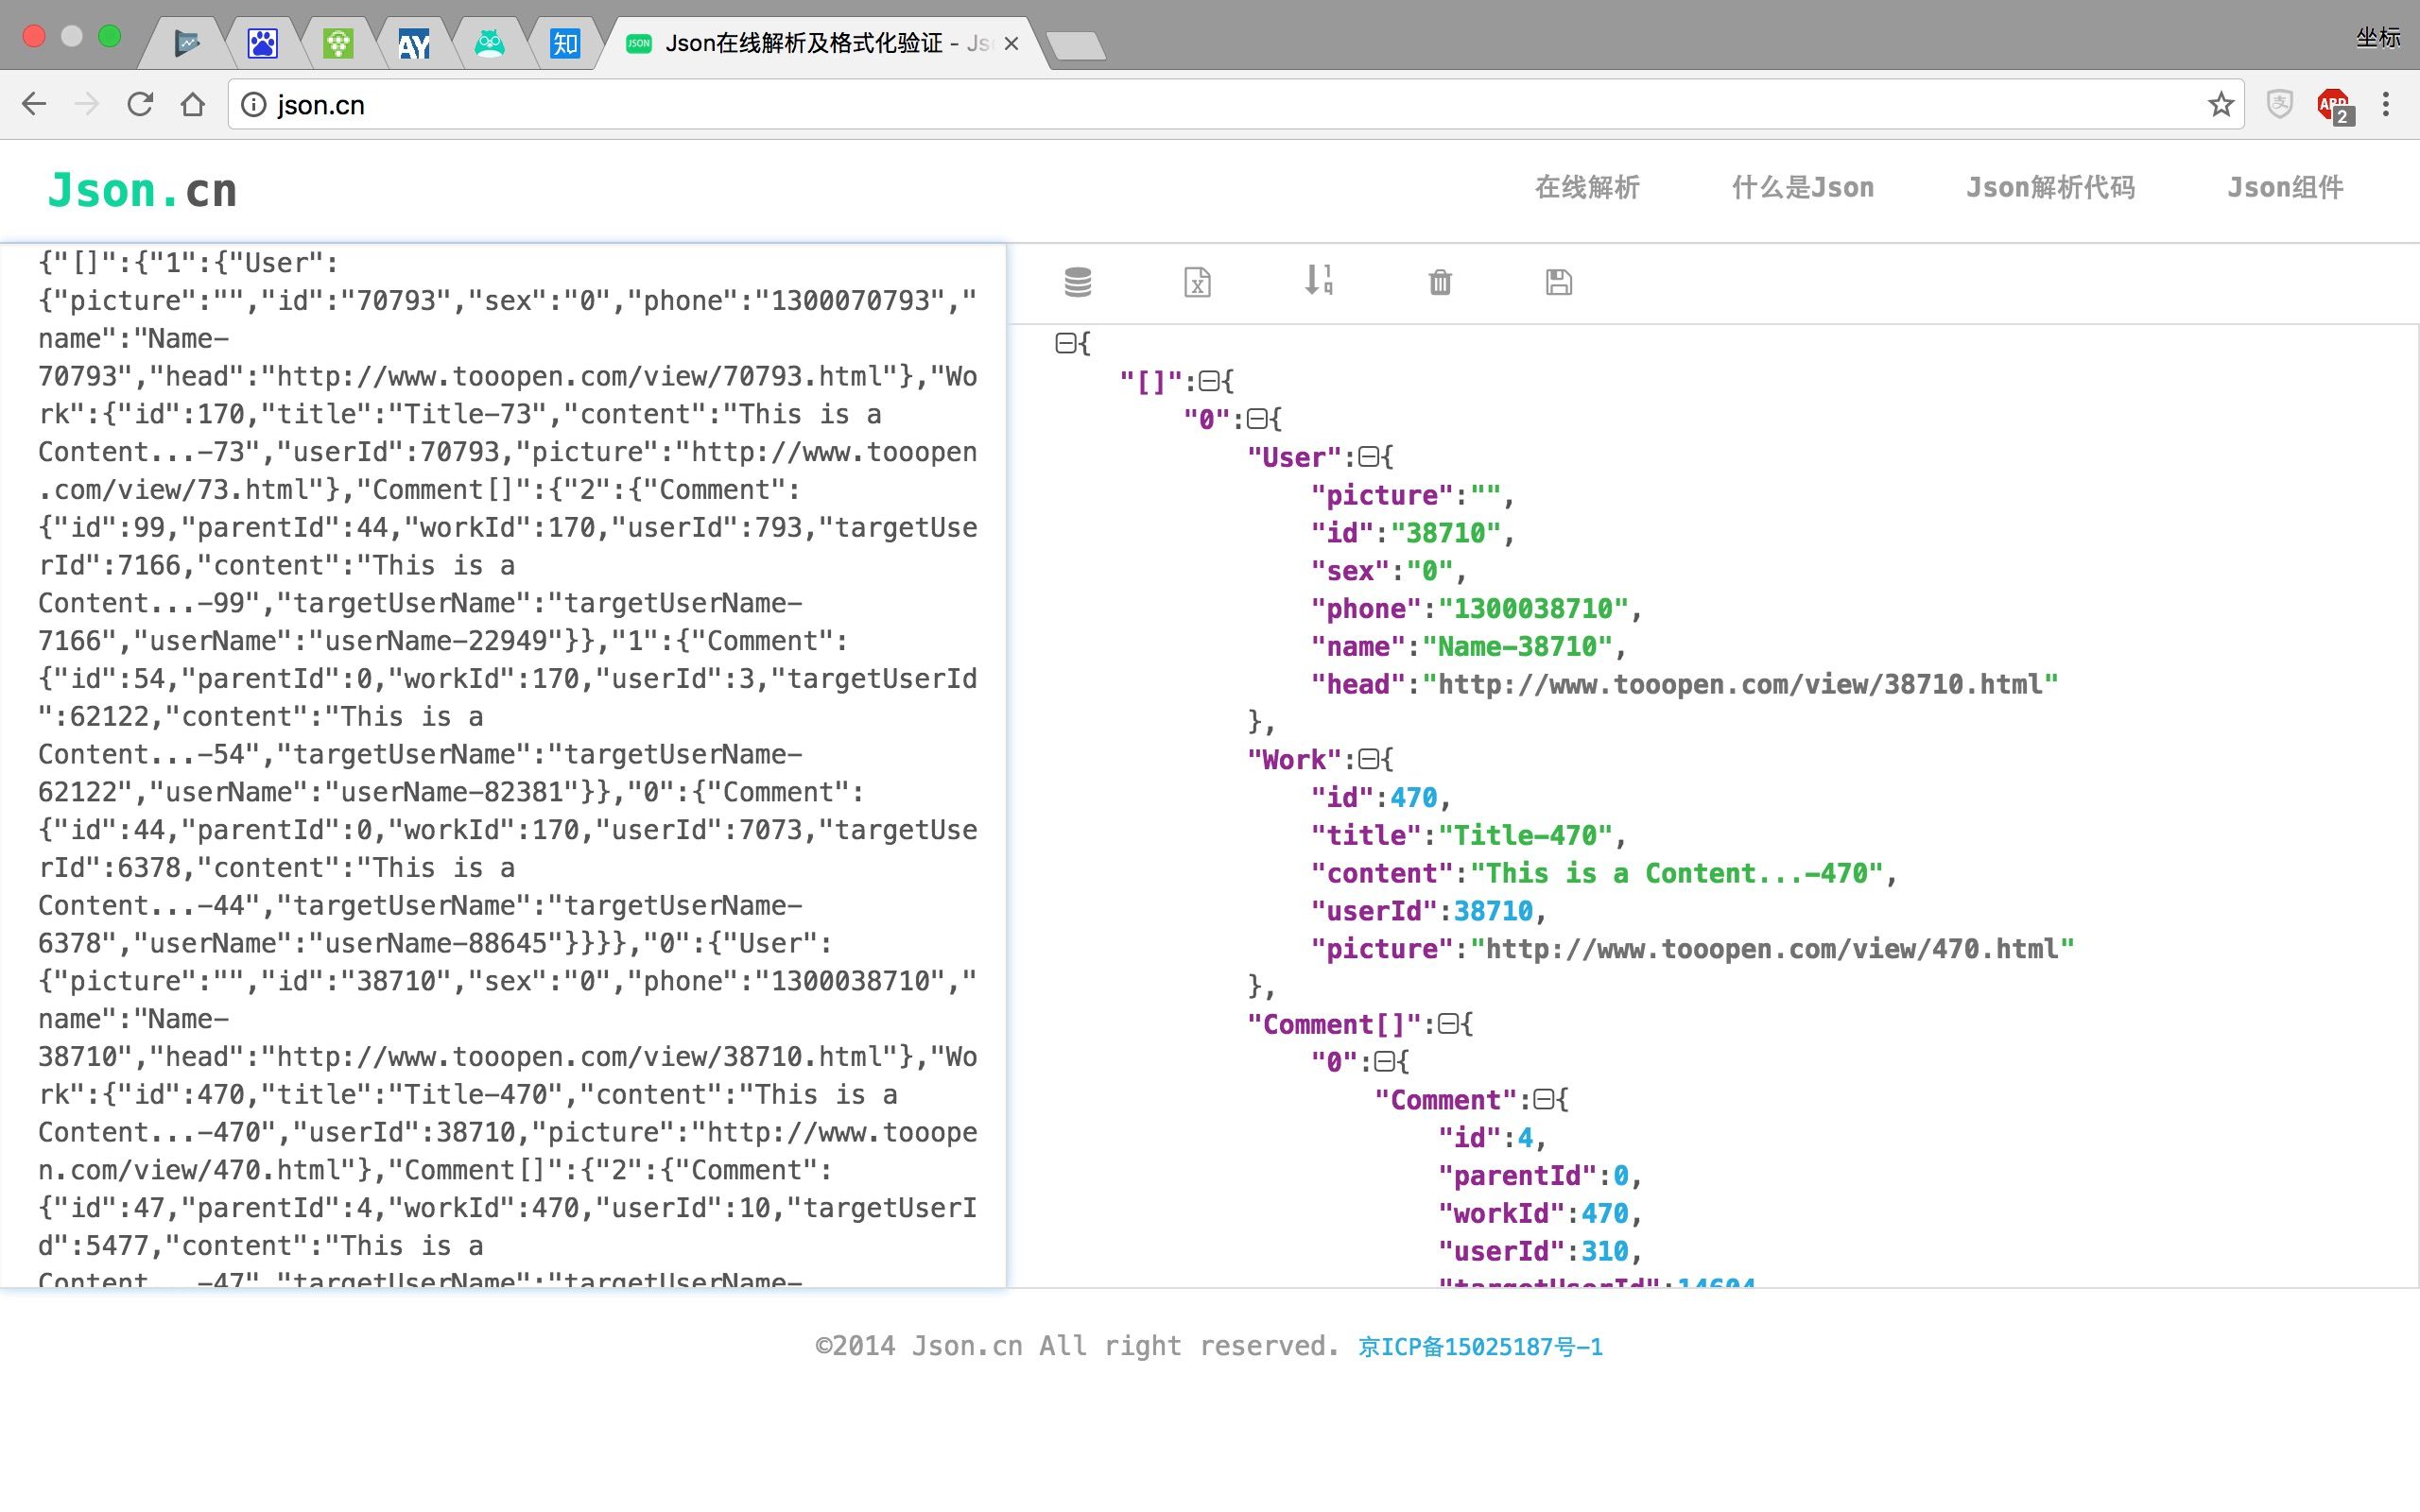 知
JSON
Json在线解析及格式化验证 - Js
坐标
json.cn
ABP
2
Json.cn
在线解析
什么是Json
Json解析代码
Json组件
{"[]":{"1":{"User":
{"picture":"","id":"70793","sex":"0","phone":"1300070793","
name":"Name-
70793","head":"http://www.tooopen.com/view/70793.html"},"Wo
rk":{"id":170,"title":"Title-73","content":"This is a
Content...-73","userId":70793,"picture":"http://www.tooopen
.com/view/73.html"},"Comment[]":{"2":{"Comment":
{"id":99,"parentId":44,"workId":170,"userId":793,"targetUse
rId":7166,"content":"This is a
Content...-99","targetUserName":"targetUserName-
7166","userName":"userName-22949"}},"1":{"Comment":
{"id":54,"parentId":0,"workId":170,"userId":3,"targetUserId
":62122,"content":"This is a
Content...-54","targetUserName":"targetUserName-
62122","userName":"userName-82381"}},"0":{"Comment":
{"id":44,"parentId":0,"workId":170,"userId":7073,"targetUse
rId":6378,"content":"This is a
Content...-44","targetUserName":"targetUserName-
6378","userName":"userName-88645"}}}},"0":{"User":
{"picture":"","id":"38710","sex":"0","phone":"1300038710","
name":"Name-
38710","head":"http://www.tooopen.com/view/38710.html"},"Wo
rk":{"id":470,"title":"Title-470","content":"This is a
Content...-470","userId":38710,"picture":"http://www.tooope
n.com/view/470.html"},"Comment[]":{"2":{"Comment":
{"id":47,"parentId":4,"workId":470,"userId":10,"targetUserI
d":5477,"content":"This is a
Content...-47","targetUserName":"targetUserName-
{
"[]":{
"0":{
"User":{
"picture":"",
"id":"38710",
"sex":"0",
"phone":"1300038710",
"name":"Name-38710",
"head":"http://www.tooopen.com/view/38710.html"
},
"Work":{
"id":470,
"title":"Title-470",
"content":"This is a Content...-470",
"userId":38710,
"picture":"http://www.tooopen.com/view/470.html"
},
"Comment[]":{
"0":{
"Comment":{
"id":4,
"parentId":0,
"workId":470,
"userId":310,
"targetUserId":14604
©2014 Json.cn All right reserved. 京ICP备15025187号-1